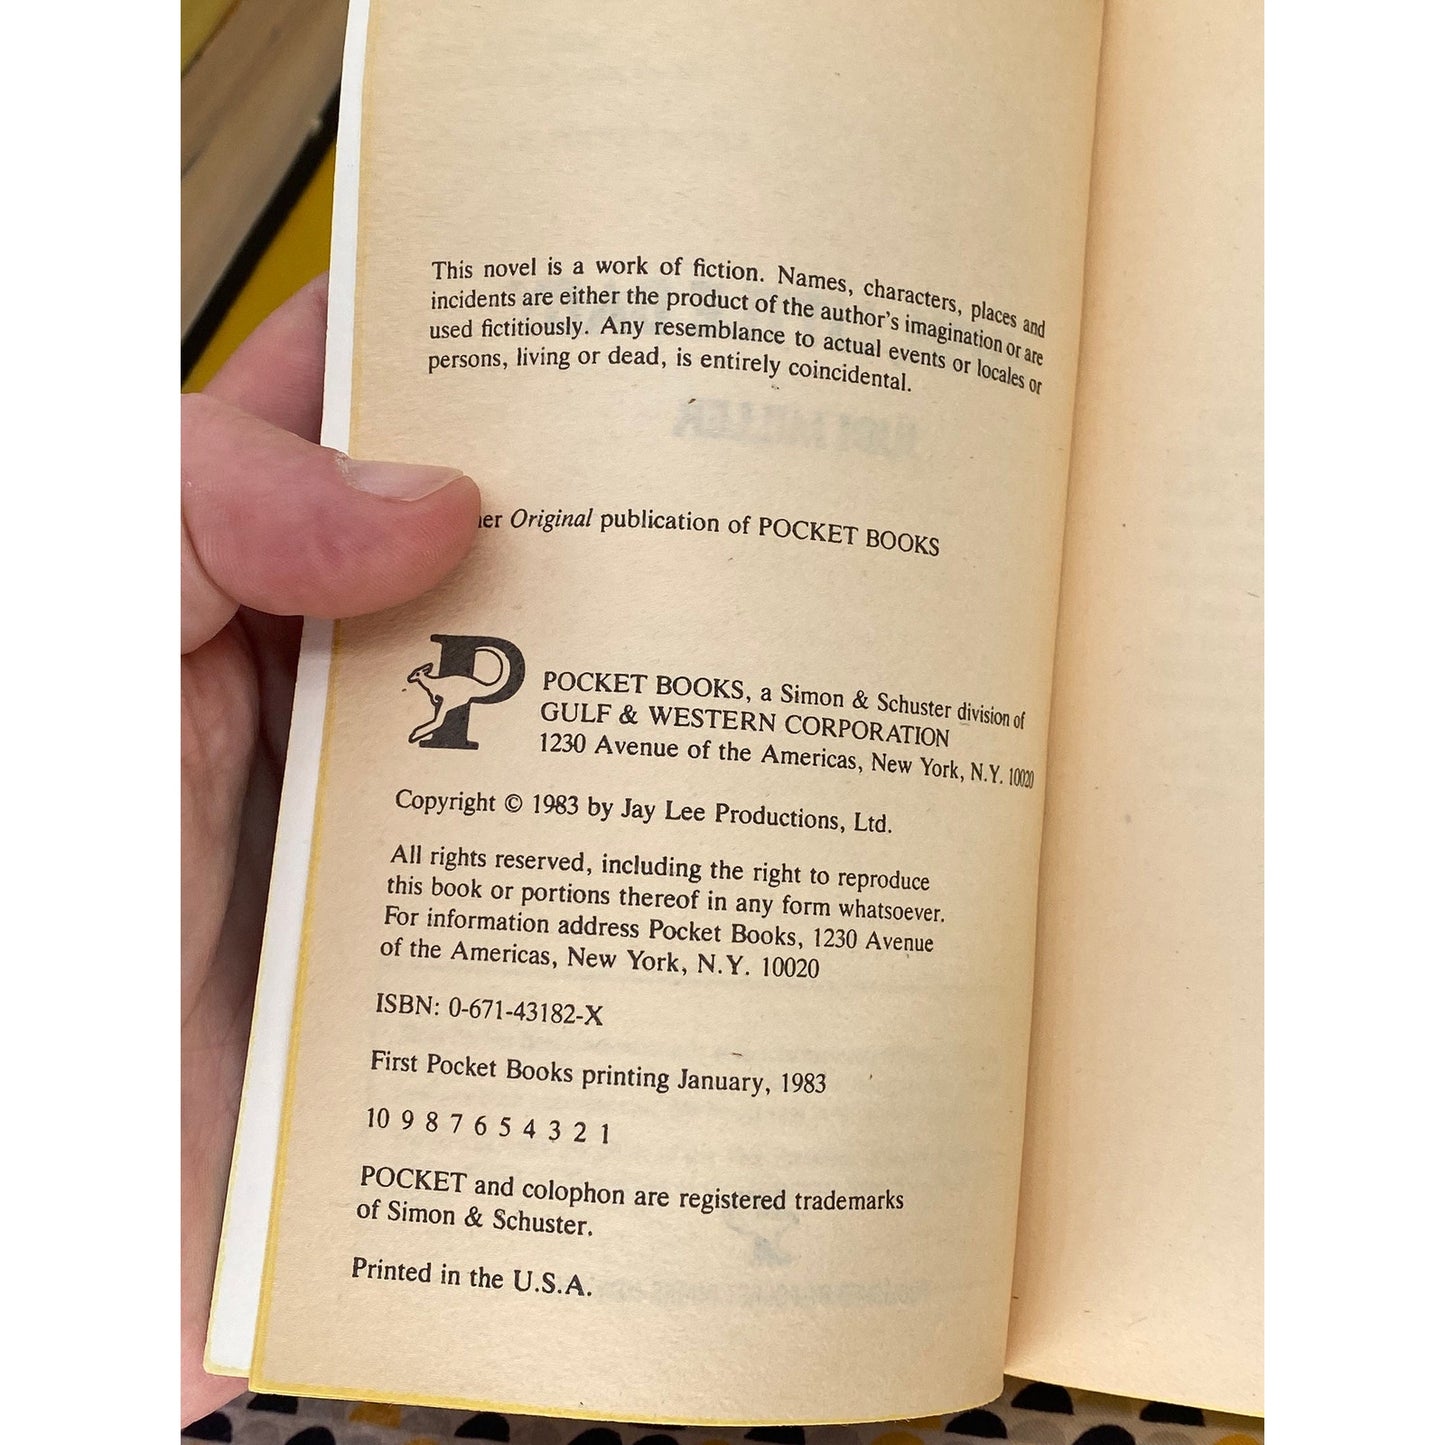 This novel is a work of fiction. Names, characters, places and
incidents are either the product of the author's imagination or are
used fictitiously. Any resemblance to actual events or locales or
persons, living or dead, is entirely coincidental.
Original publication of POCKET BOOKS
P
POCKET BOOKS, a Simon & Schuster division of
GULF & WESTERN CORPORATION
1230 Avenue of the Americas, New York, N.Y. 10020
Copyright © 1983 by Jay Lee Productions, Ltd.
All rights reserved, including the right to reproduce
this book or portions thereof in any form whatsoever.
For information address Pocket Books, 1230 Avenue
of the Americas, New York, N.Y. 10020
ISBN: 0-671-43182-X
First Pocket Books printing January, 1983
10 9 8 7 6 5 4 3 2 1
POCKET and colophon are registered trademarks
of Simon & Schuster.
Printed in the U.S.A.